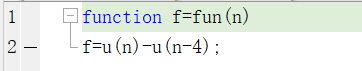 1 function f=fun(n)
2 — f=u(n)-u(n-4);